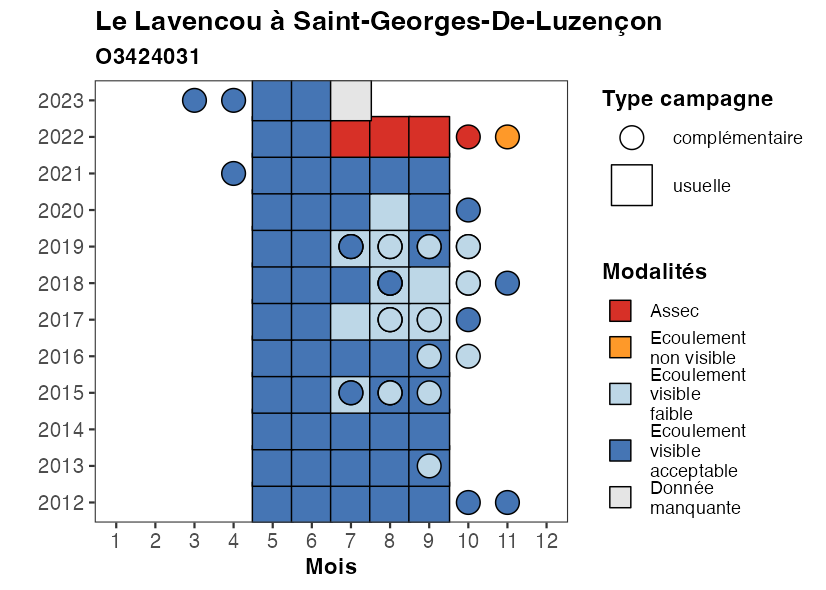 Le Lavencou à Saint-Georges-De-Luzençon
O3424031
2023
2022
2021
2020
2019
2018
2017
2016
2015
2014
2013
2012
1 2 3 4 5 6 7 8 9 10 11 12
Mois
Type campagne
complémentaire
usuelle
Modalités
Assec
Ecoulement
non visible
Ecoulement
visible
faible
Ecoulement
visible
acceptable
Donnée
manquante